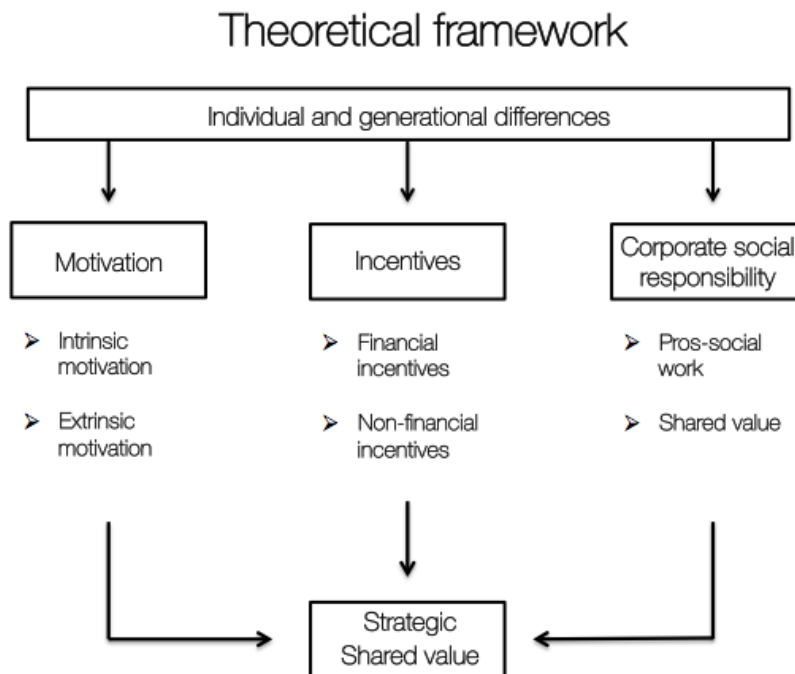 Theoretical framework
Individual and generational differences
Motivation
Incentives
Corporate social
responsibility
Intrinsic
motivation
Extrinsic
motivation
Financial
incentives
Non-financial
incentives
Pros-social
work
Shared value
Strategic
Shared value